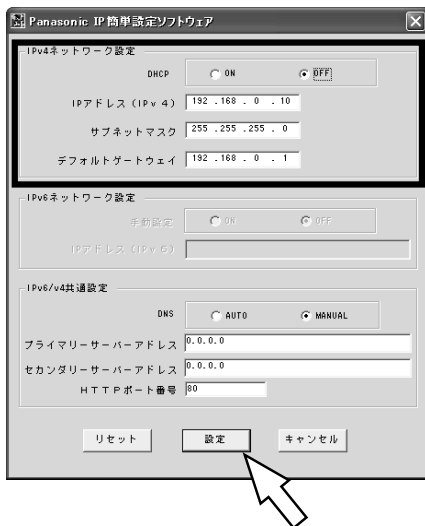 Panasonic IP簡単設定ソフトウェア
IPv4ネットワーク設定
DHCP ON OFF
IPアドレス (IPv 4) 192 .168 . 0 . 10
サブネットマスク 255 .255 .255 . 0
デフォルトゲートウェイ 192 .168 . 0 . 1
IPv6ネットワーク設定
手動設定 ON OFF
IPアドレス (IPv 6)
IPv6/v4共通設定
DNS AUTO MANUAL
プライマリーサーバーアドレス 0.0.0.0
セカンダリーサーバーアドレス 0.0.0.0
HTTPポート番号 80
リセット 設定 キャンセル